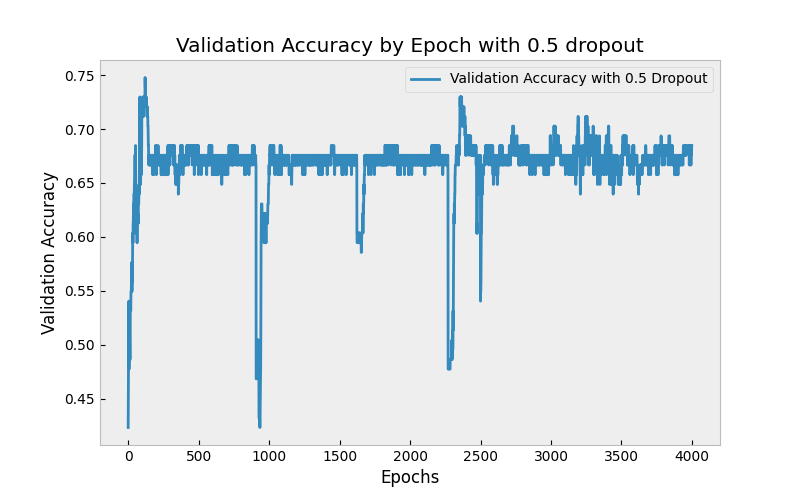 Validation Accuracy by Epoch with 0.5 dropout
Validation Accuracy with 0.5 Dropout
0.75
0.70
0.65
0.60
0.55
0.50
0.45
Validation Accuracy
0 500 1000 1500 2000 2500 3000 3500 4000
Epochs